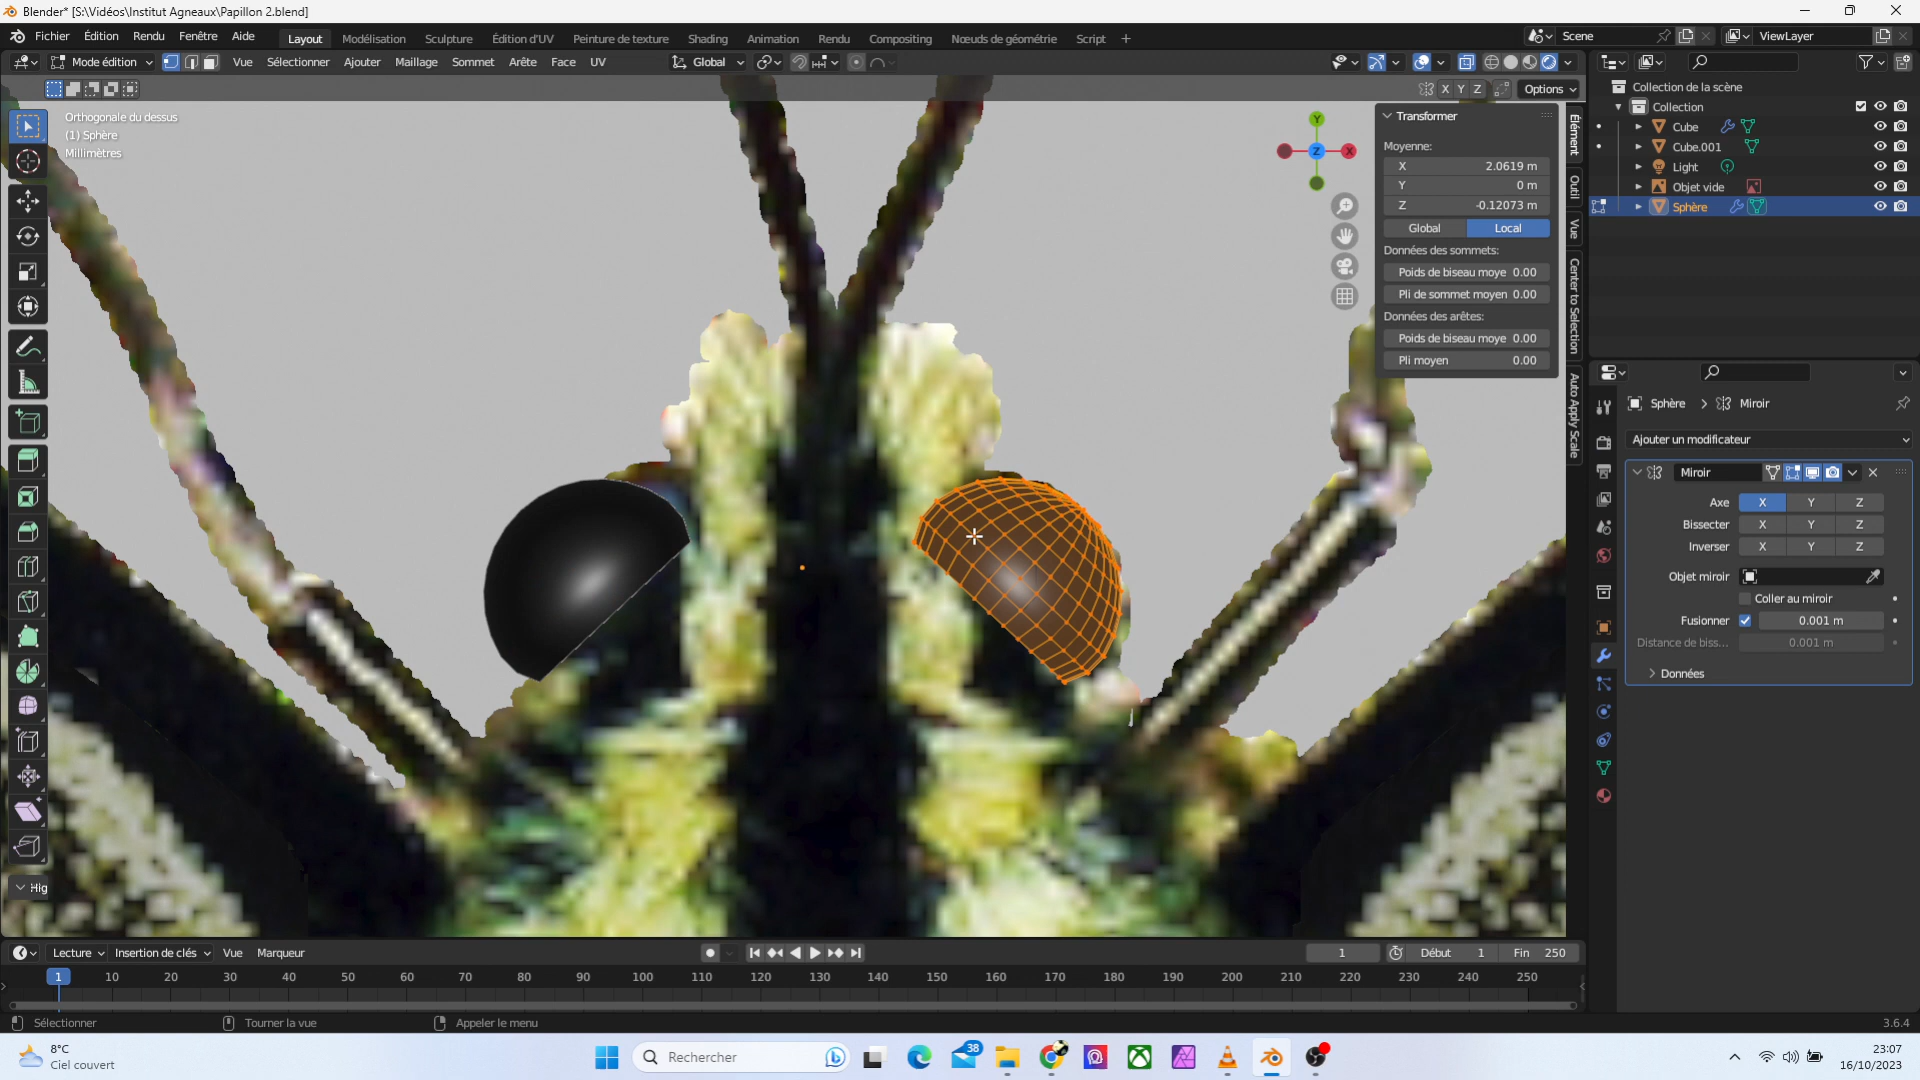 Blender* [S:\Vidéos\Institut Agneaux\Papillon 2.blend]
Fichier Édition Rendu Fenêtre Aide Layout Modélisation Sculpture Édition d'UV Peinture de texture Shading Animation Rendu Compositing Nœuds de géométrie Script + Scene ViewLayer
Mode édition Vue Sélectionner Ajouter Maillage Sommet Arête Face UV Global
X Y Z Options
Orthogonale du dessus
(1) Sphère
Millimètres
Y
Z
X
Transformer
Moyenne:
X 2.0619 m
Y 0 m
Z -0.12073 m
Global Local
Données des sommets:
Poids de biseau moye 0.00
Pli de sommet moyen 0.00
Données des arêtes:
Poids de biseau moye 0.00
Pli moyen 0.00
Élément
Outil
Vue
Center to Selection
Auto Apply Scale
Collection de la scène
Collection
Cube
Cube.001
Light
Objet vide
Sphère
Sphère > Miroir
Ajouter un modificateur
Miroir
Axe X Y Z
Bissecter X Y Z
Inverser X Y Z
Objet miroir
Coller au miroir
Fusionner 0.001 m
Distance de biss... 0.001 m
Données
Hig
Lecture Insertion de clés Vue Marqueur 1 Début 1 Fin 250
1 10 20 30 40 50 60 70 80 90 100 110 120 130 140 150 160 170 180 190 200 210 220 230 240 250
Sélectionner Tourner la vue Appeler le menu 3.6.4
8°C
Ciel couvert
Rechercher
38
23:07
16/10/2023